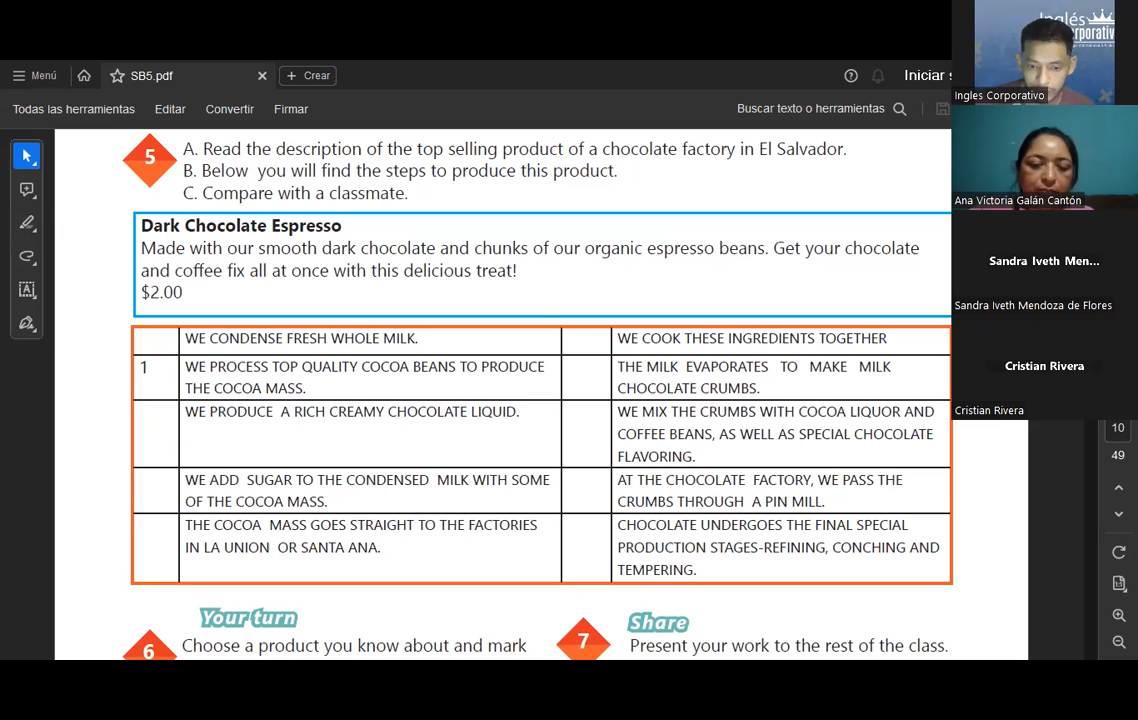 Menú
SB5.pdf
Crear
Iniciar s
Todas las herramientas
Editar
Convertir
Firmar
Buscar texto o herramientas
5
A. Read the description of the top selling product of a chocolate factory in El Salvador.
B. Below you will find the steps to produce this product.
C. Compare with a classmate.
Dark Chocolate Espresso
Made with our smooth dark chocolate and chunks of our organic espresso beans. Get your chocolate
and coffee fix all at once with this delicious treat!
$2.00
WE CONDENSE FRESH WHOLE MILK.
WE COOK THESE INGREDIENTS TOGETHER
1
WE PROCESS TOP QUALITY COCOA BEANS TO PRODUCE
THE COCOA MASS.
THE MILK EVAPORATES TO MAKE MILK
CHOCOLATE CRUMBS.
WE PRODUCE A RICH CREAMY CHOCOLATE LIQUID.
WE MIX THE CRUMBS WITH COCOA LIQUOR AND
COFFEE BEANS, AS WELL AS SPECIAL CHOCOLATE
FLAVORING.
WE ADD SUGAR TO THE CONDENSED MILK WITH SOME
OF THE COCOA MASS.
AT THE CHOCOLATE FACTORY, WE PASS THE
CRUMBS THROUGH A PIN MILL.
THE COCOA MASS GOES STRAIGHT TO THE FACTORIES
IN LA UNION OR SANTA ANA.
CHOCOLATE UNDERGOES THE FINAL SPECIAL
PRODUCTION STAGES-REFINING, CONCHING AND
TEMPERING.
Your turn
6
Choose a product you know about and mark
Share
7
Present your work to the rest of the class.
10
49
Inglés
Ingles Corporativo
Ana Victoria Galán Cantón
Sandra Iveth Men...
Sandra Iveth Mendoza de Flores
Cristian Rivera
Cristian Rivera